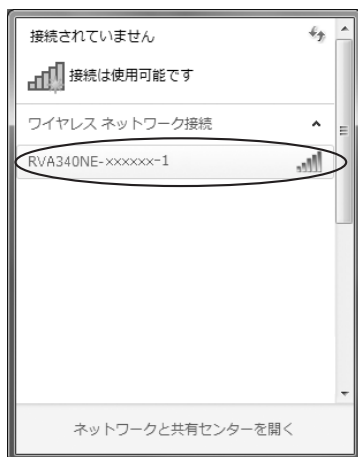 接続されていません
接続は使用可能です
ワイヤレス ネットワーク接続
RVA340NE-××××××-1
ネットワークと共有センターを開く